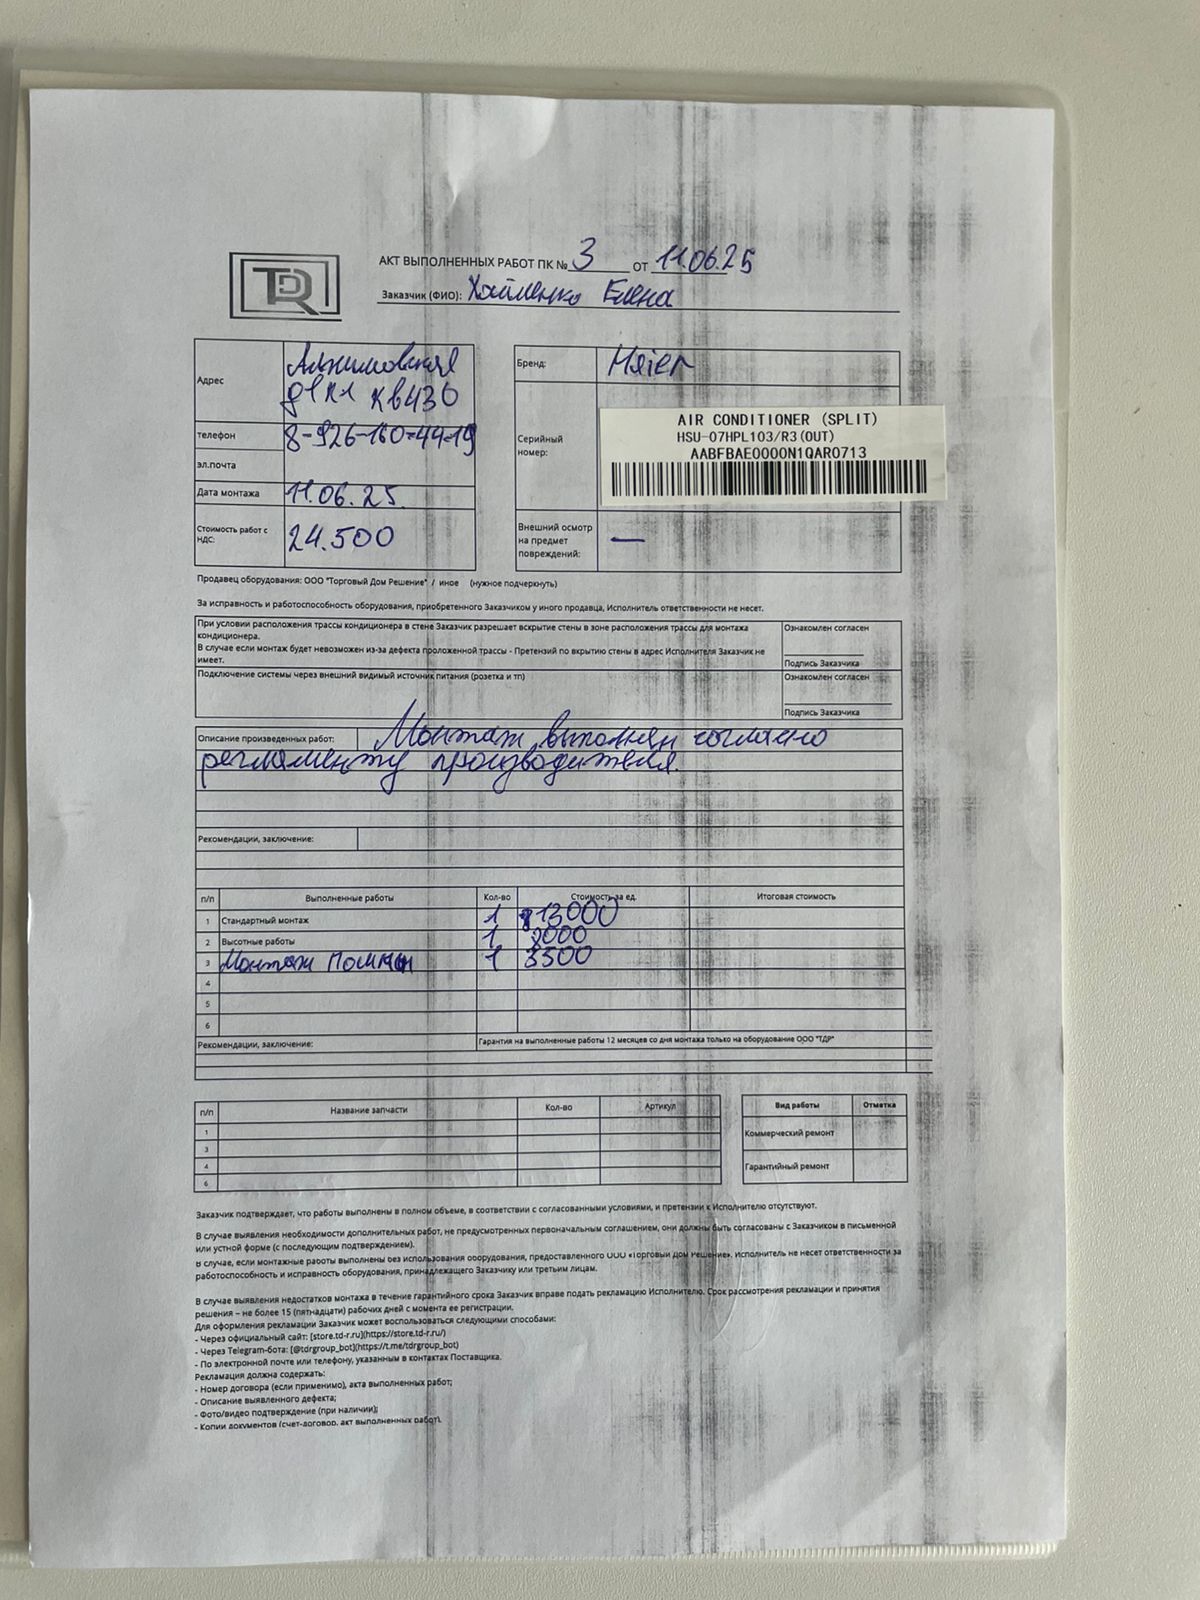 TDR
АКТ ВЫПОЛНЕННЫХ РАБОТ ПК № 3 ОТ 11.06.25
Заказчик (ФИО): Елена
Адрес
д1 к1 кв430
телефон 8-926-160-44-19
эл.почта
Дата монтажа 11.06.25.
Стоимость работ с НДС: 24.500
Бренд: Haier
Серийный номер:
AIR CONDITIONER (SPLIT)
HSU-07HPL103/R3(OUT)
AABFBAE0000N1QAR0713
Внешний осмотр на предмет повреждений: —
Продавец оборудования: ООО "Торговый Дом Решение" / иное (нужное подчеркнуть)
За исправность и работоспособность оборудования, приобретенного Заказчиком у иного продавца, Исполнитель ответственности не несет.
При условии расположения трассы кондиционера в стене Заказчик разрешает вскрытие стены в зоне расположения трассы для монтажа
кондиционера.
В случае если монтаж будет невозможен из-за дефекта проложенной трассы - Претензий по вкрытию стены в адрес Исполнителя Заказчик не
имеет.
Ознакомлен согласен
Подпись Заказчика
Подключение системы через внешний видимый источник питания (розетка и тп)
Ознакомлен согласен
Подпись Заказчика
Описание произведенных работ: Монтаж выполнен согласно
регламенту производителя.
Рекомендации, заключение:
п/п Выполненные работы Кол-во Стоимость за ед. Итоговая стоимость
1 Стандартный монтаж 1 13000
2 Высотные работы 1 8000
3 Монтаж помпы 1 3500
4
5
6
Рекомендации, заключение: Гарантия на выполненные работы 12 месяцев со дня монтажа только на оборудование ООО "ТДР"
п/п Название запчасти Кол-во Артикул
1
3
4
6
Вид работы Отметка
Коммерческий ремонт
Гарантийный ремонт
Заказчик подтверждает, что работы выполнены в полном объеме, в соответствии с согласованными условиями, и претензии к Исполнителю отсутствуют.
В случае выявления необходимости дополнительных работ, не предусмотренных первоначальным соглашением, они должны быть согласованы с Заказчиком в письменной
или устной форме (с последующим подтверждением).
В случае, если монтажные работы выполнены без использования оборудования, предоставленного ООО «Торговый дом Решение», Исполнитель не несет ответственности за
работоспособность и исправность оборудования, принадлежащего Заказчику или третьим лицам.
В случае выявления недостатков монтажа в течение гарантийного срока Заказчик вправе подать рекламацию Исполнителю. Срок рассмотрения рекламации и принятия
решения – не более 15 (пятнадцати) рабочих дней с момента ее регистрации.
Для оформления рекламации Заказчик может воспользоваться следующими способами:
- Через официальный сайт: [store.td-r.ru](https://store.td-r.ru/)
- Через Telegram-бота: [@tdrgroup_bot](https://t.me/tdrgroup_bot)
- По электронной почте или телефону, указанным в контактах Поставщика.
Рекламация должна содержать:
- Номер договора (если применимо), акта выполненных работ;
- Описание выявленного дефекта;
- Фото/видео подтверждение (при наличии);
- Копии документов (счет-договор, акт выполненных работ).